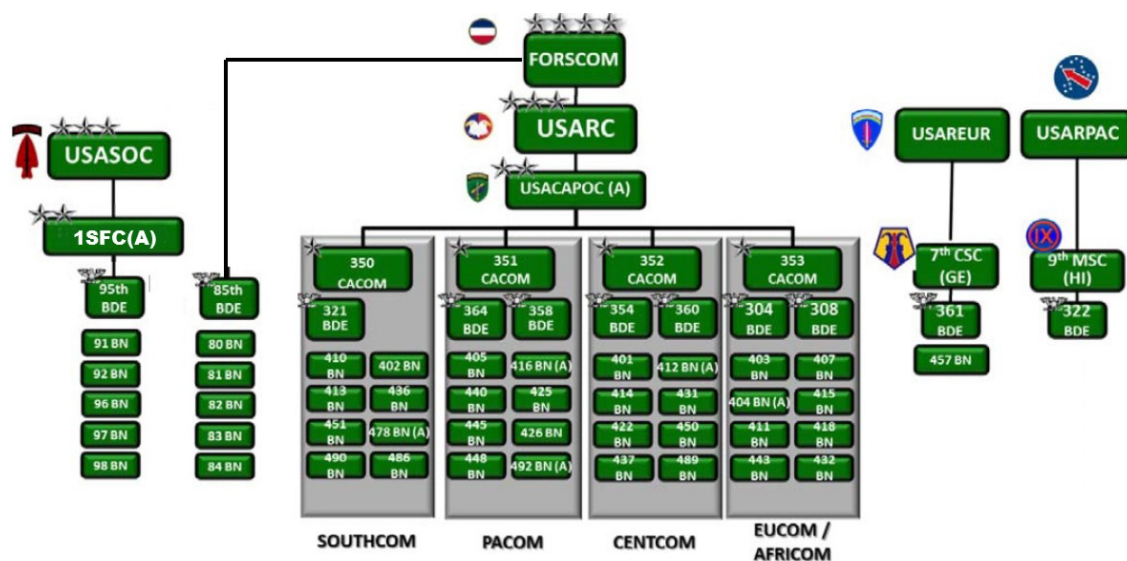 FORSCOM
USARC
USACAPOC (A)
USASOC
1SFC(A)
95th
BDE
91 BN
92 BN
96 BN
97 BN
98 BN
85th
BDE
80 BN
81 BN
82 BN
83 BN
84 BN
350
CACOM
321
BDE
410
BN
402 BN
413
BN
436
BN
451
BN
478 BN (A)
490
BN
486
BN
SOUTHCOM
351
CACOM
364
BDE
358
BDE
405
BN
416 BN (A)
440
BN
425
BN
445
BN
426 BN
448
BN
492 BN (A)
PACOM
352
CACOM
354
BDE
360
BDE
401
BN
412 BN (A)
414
BN
431
BN
422
BN
450
BN
437
BN
489
BN
CENTCOM
353
CACOM
304
BDE
308
BDE
403
BN
407
BN
404 BN (A)
415
BN
411
BN
418
BN
443
BN
432
BN
EUCOM /
AFRICOM
USAREUR
7th CSC
(GE)
361
BDE
457 BN
USARPAC
IX
9th MSC
(HI)
322
BDE